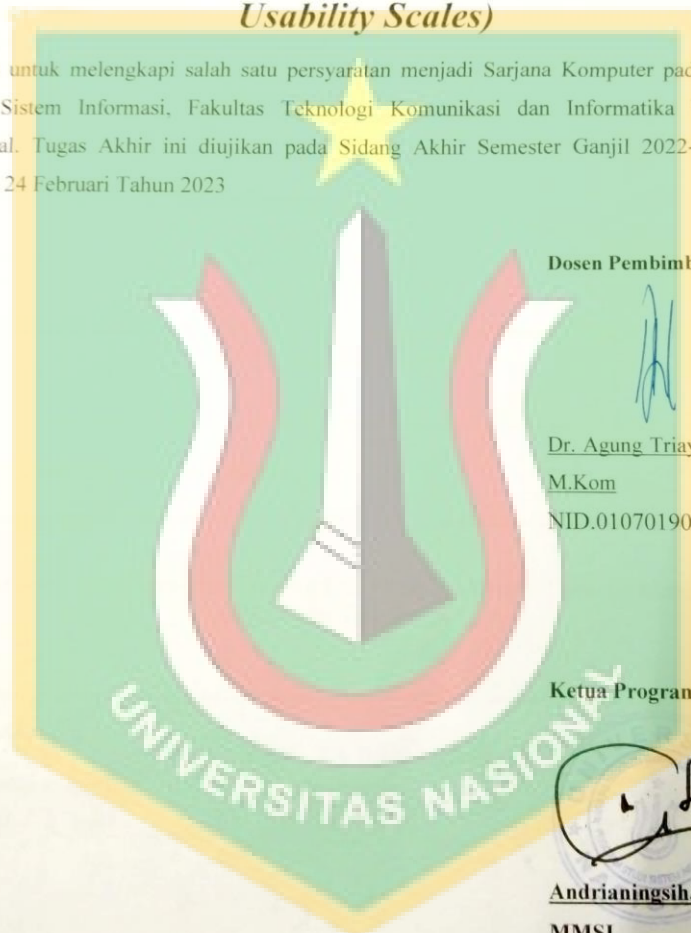 Usability Scales)
untuk melengkapi salah satu persyaratan menjadi Sarjana Komputer pad
Sistem Informasi, Fakultas Teknologi Komunikasi dan Informatika
al. Tugas Akhir ini diujikan pada Sidang Akhir Semester Ganjil 2022-
24 Februari Tahun 2023
Dosen Pembimb
Dr. Agung Triay
M.Kom
NID.01070190
Ketua Program
UNIVERSITAS NASIONAL
Andrianingsih.
MMSI